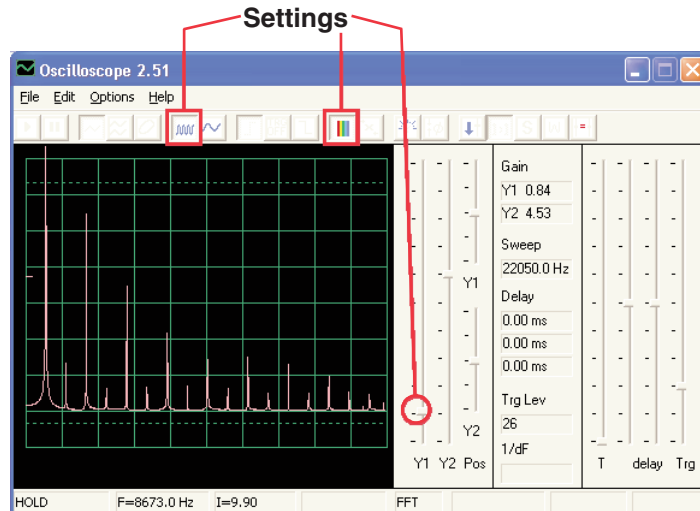 Settings
Oscilloscope 2.51
File Edit Options Help
Gain
Y1 0.84
Y2 4.53
Sweep
22050.0 Hz
Y1
Delay
0.00 ms
0.00 ms
0.00 ms
Trg Lev
26
Y2
1/dF
Y1 Y2 Pos
T delay Trg
HOLD F=8673.0 Hz I=9.90 FFT